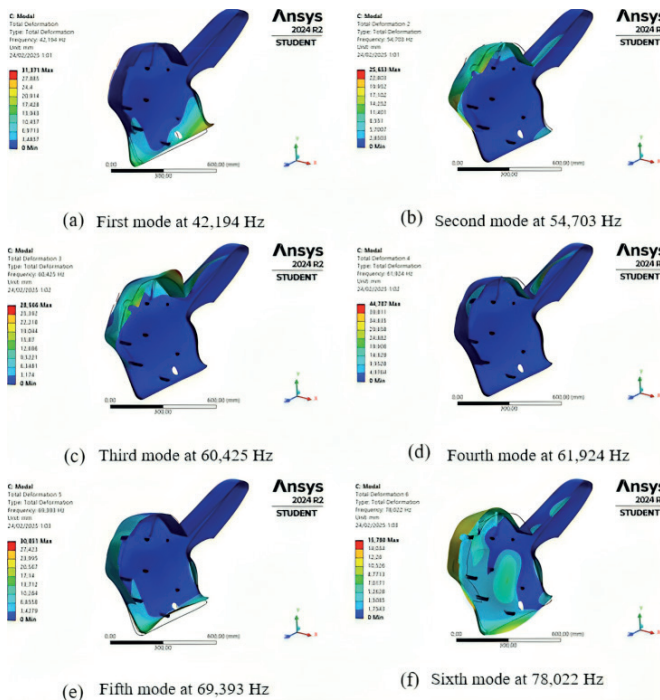 C: Modal
Total Deformation
Type: Total Deformation
Frequency: 42,194 Hz
Unit: mm
24/02/2025 1:01
31,371 Max
27,885
24,4
20,914
17,428
13,943
10,457
6,9713
3,4857
0 Min
Ansys
2024 R2
STUDENT
0,00
300,00
600,00 (mm)
(a) First mode at 42,194 Hz
C: Modal
Total Deformation 2
Type: Total Deformation
Frequency: 54,703 Hz
Unit: mm
24/02/2025 1:01
25,653 Max
22,803
19,952
17,102
14,252
11,401
8,551
5,7007
2,8503
0 Min
Ansys
2024 R2
STUDENT
0,00
300,00
600,00 (mm)
(b) Second mode at 54,703 Hz
C: Modal
Total Deformation 3
Type: Total Deformation
Frequency: 60,425 Hz
Unit: mm
24/02/2025 1:02
28,566 Max
25,392
22,218
19,044
15,87
12,696
9,5221
6,3481
3,174
0 Min
Ansys
2024 R2
STUDENT
0,00
300,00
600,00 (mm)
(c) Third mode at 60,425 Hz
C: Modal
Total Deformation 4
Type: Total Deformation
Frequency: 61,924 Hz
Unit: mm
24/02/2025 1:02
44,787 Max
39,811
34,835
29,858
24,882
19,906
0 Min
Ansys
2024 R2
STUDENT
0,00
300,00
600,00 (mm)
(d) Fourth mode at 61,924 Hz
C: Modal
Total Deformation 5
Type: Total Deformation
Frequency: 69,393 Hz
Unit: mm
24/02/2025 1:03
30,851 Max
27,423
23,995
20,567
17,14
13,712
10,284
6,8558
3,4279
0 Min
Ansys
2024 R2
STUDENT
0,00
300,00
600,00 (mm)
(e) Fifth mode at 69,393 Hz
C: Modal
Total Deformation 6
Type: Total Deformation
Frequency: 78,022 Hz
Unit: mm
24/02/2025 1:03
14,034
12,28
10,526
8,7713
7,0171
3,5085
1,7543
0 Min
Ansys
2024 R2
STUDENT
0,00
300,00
600,00 (mm)
(f) Sixth mode at 78,022 Hz